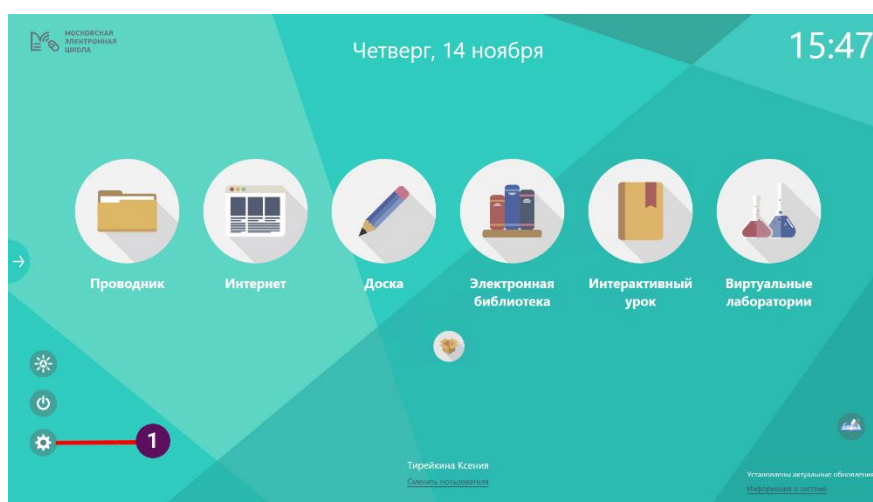 МОСКОВСКАЯ
ЭЛЕКТРОННАЯ
ШКОЛА
Четверг, 14 ноября
15:47
Проводник
Интернет
Доска
Электронная
библиотека
Интерактивный
урок
Виртуальные
лаборатории
1
Тирейкина Ксения
Сменить пользователя
Установлены актуальные обновления
Информация о системе